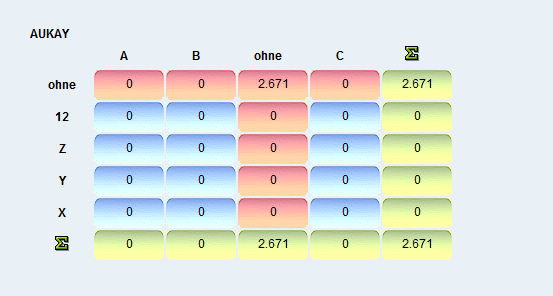 AUKAY
A B ohne C Σ
ohne 0 0 2.671 0 2.671
12 0 0 0 0 0
Z 0 0 0 0 0
Y 0 0 0 0 0
X 0 0 0 0 0
Σ 0 0 2.671 0 2.671